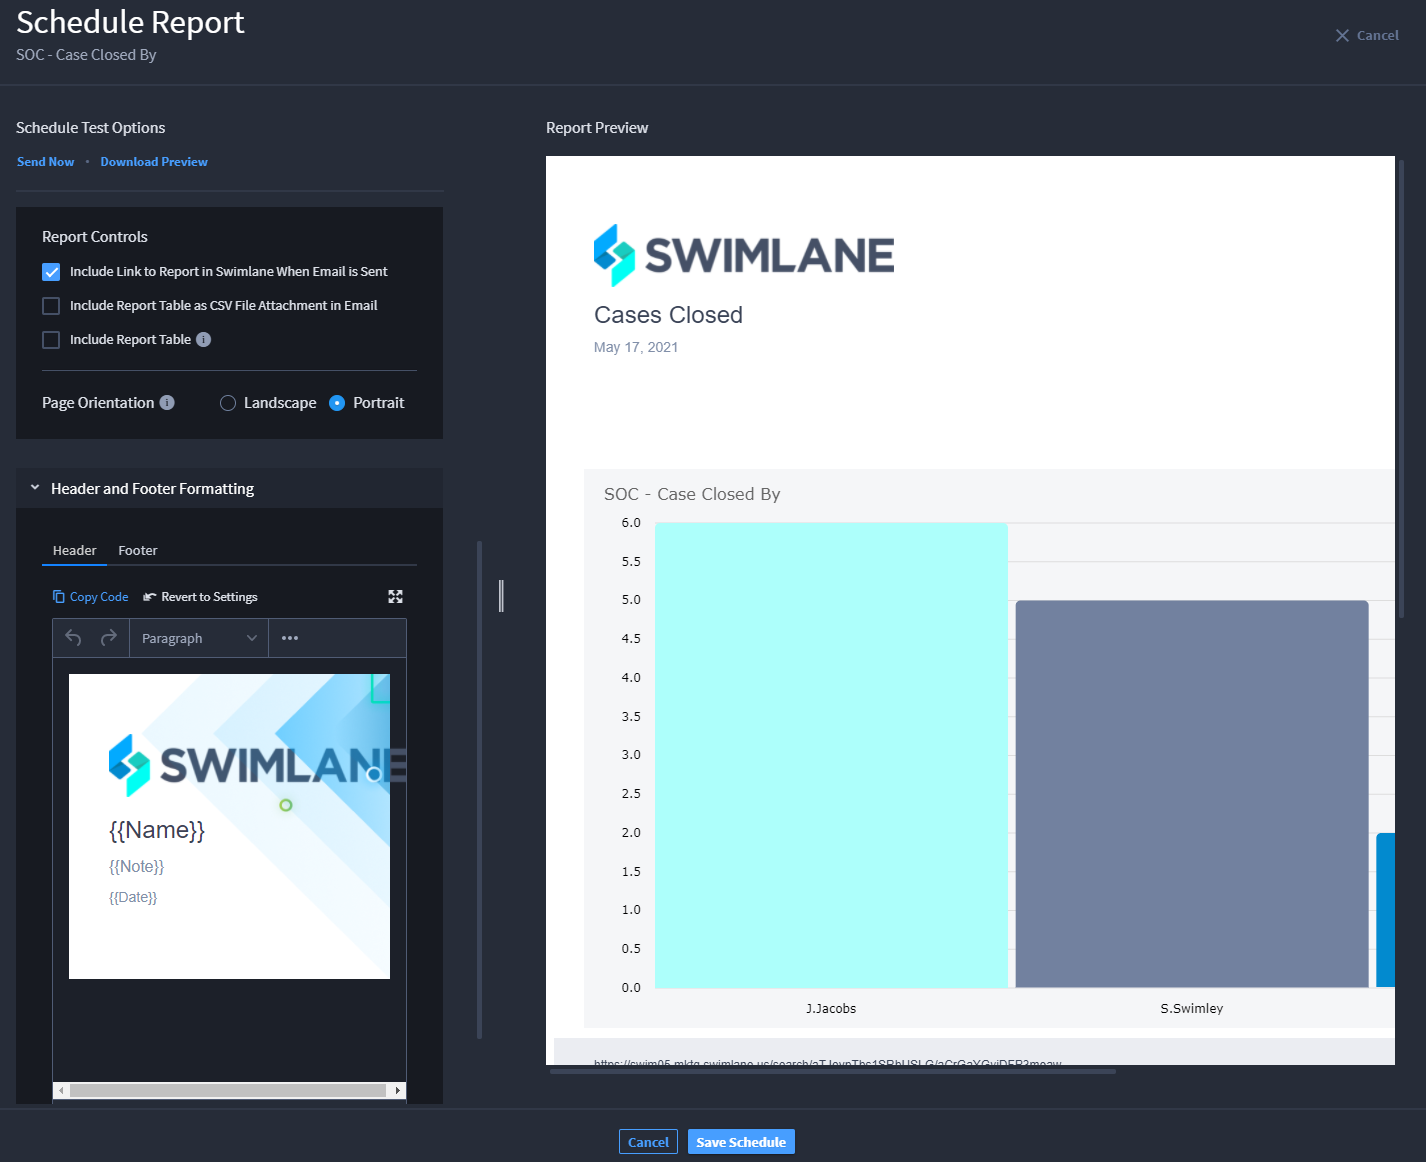 Schedule Report
SOC - Case Closed By
Cancel
Schedule Test Options
Send Now • Download Preview
Report Controls
Include Link to Report in Swimlane When Email is Sent
Include Report Table as CSV File Attachment in Email
Include Report Table
Page Orientation
Landscape
Portrait
Header and Footer Formatting
Header
Footer
Copy Code
Revert to Settings
Paragraph
SWIMLANE
{{Name}}
{{Note}}
{{Date}}
Report Preview
SWIMLANE
Cases Closed
May 17, 2021
SOC - Case Closed By
6.0
5.5
5.0
4.5
4.0
3.5
3.0
2.5
2.0
1.5
1.0
0.5
0.0
J.Jacobs
S.Swimley
Cancel
Save Schedule